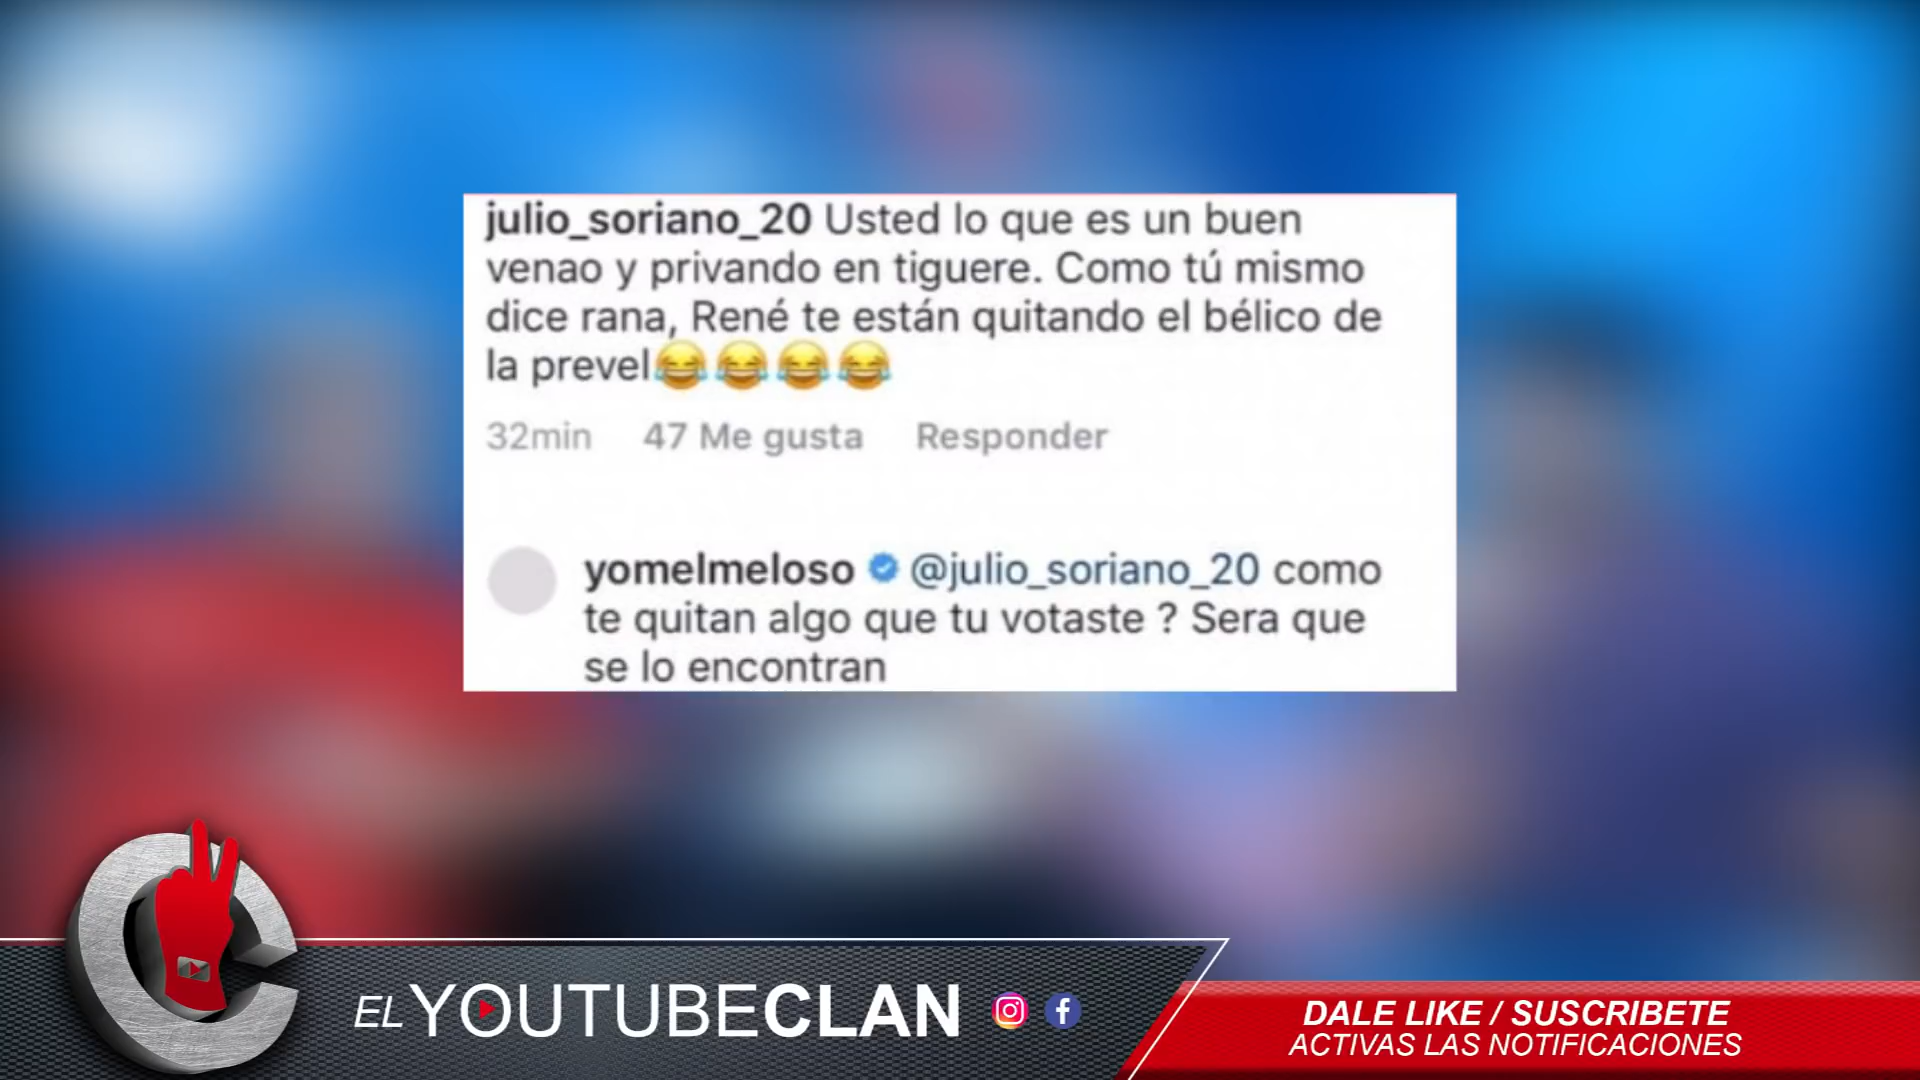 julio_soriano_20 Usted lo que es un buen
venao y privando en tiguere. Como tú mismo
dice rana, René te están quitando el bélico de
la prevel😂😂😂😂
32min 47 Me gusta Responder
yomelmeloso @julio_soriano_20 como
te quitan algo que tu votaste ? Sera que
se lo encontran
EL YOUTUBECLAN
DALE LIKE / SUSCRIBETE
ACTIVAS LAS NOTIFICACIONES